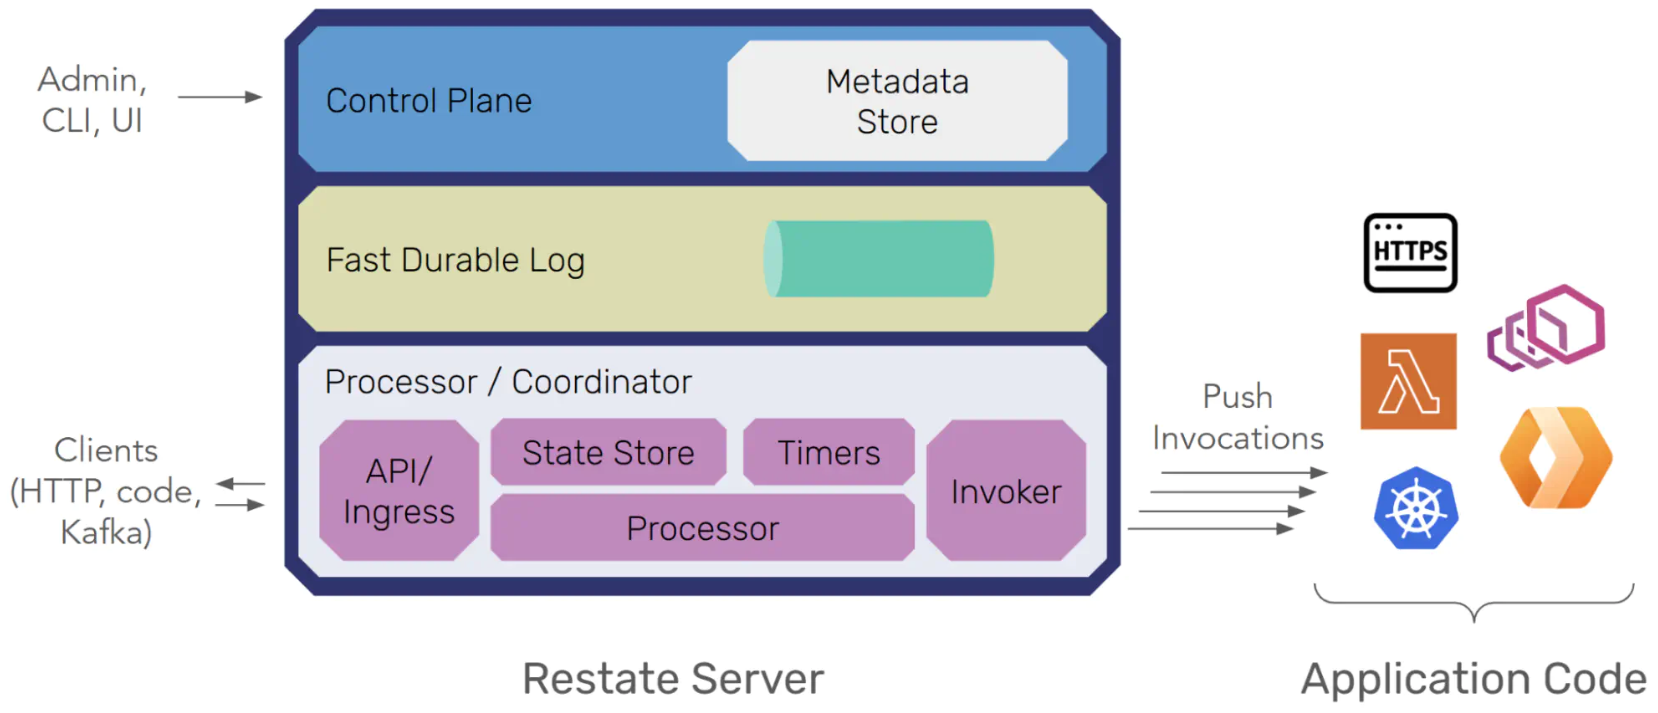 Admin,
CLI, UI
Control Plane
Metadata
Store
Fast Durable Log
HTTPS
Processor / Coordinator
Clients
(HTTP, code,
Kafka)
API/
Ingress
State Store
Timers
Processor
Invoker
Push
Invocations
Restate Server
Application Code